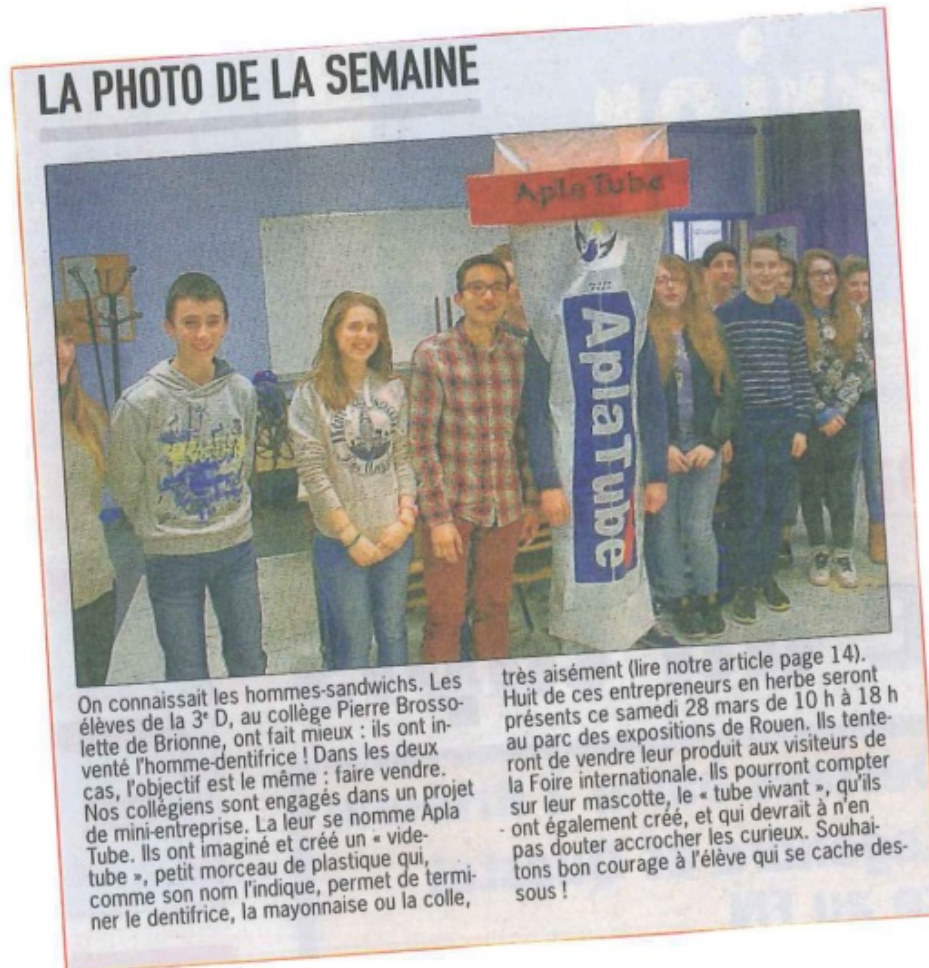 LA PHOTO DE LA SEMAINE
Apla Tube
AplaTube
On connaissait les hommes-sandwichs. Les
élèves de la 3e D, au collège Pierre Brosso-
lette de Brionne, ont fait mieux : ils ont in-
venté l'homme-dentifrice ! Dans les deux
cas, l'objectif est le même : faire vendre.
Nos collégiens sont engagés dans un projet
de mini-entreprise. La leur se nomme Apla
Tube. Ils ont imaginé et créé un « vide-
tube », petit morceau de plastique qui,
comme son nom l'indique, permet de termi-
ner le dentifrice, la mayonnaise ou la colle,
très aisément (lire notre article page 14).
Huit de ces entrepreneurs en herbe seront
présents ce samedi 28 mars de 10 h à 18 h
au parc des expositions de Rouen. Ils tente-
ront de vendre leur produit aux visiteurs de
la Foire internationale. Ils pourront compter
sur leur mascotte, le « tube vivant », qu'ils
ont également créé, et qui devrait à n'en
pas douter accrocher les curieux. Souhai-
tons bon courage à l'élève qui se cache des-
sous !